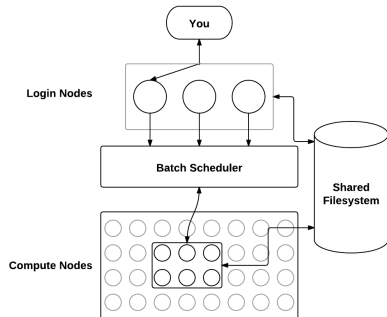 You
Login Nodes
Batch Scheduler
Shared
Filesystem
Compute Nodes